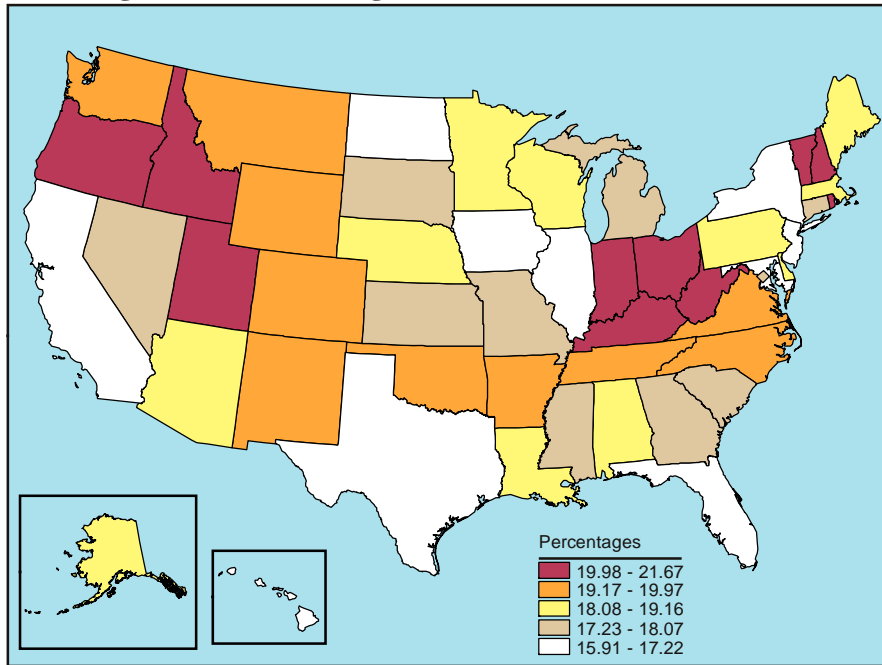 Percentages
19.98 - 21.67
19.17 - 19.97
18.08 - 19.16
17.23 - 18.07
15.91 - 17.22